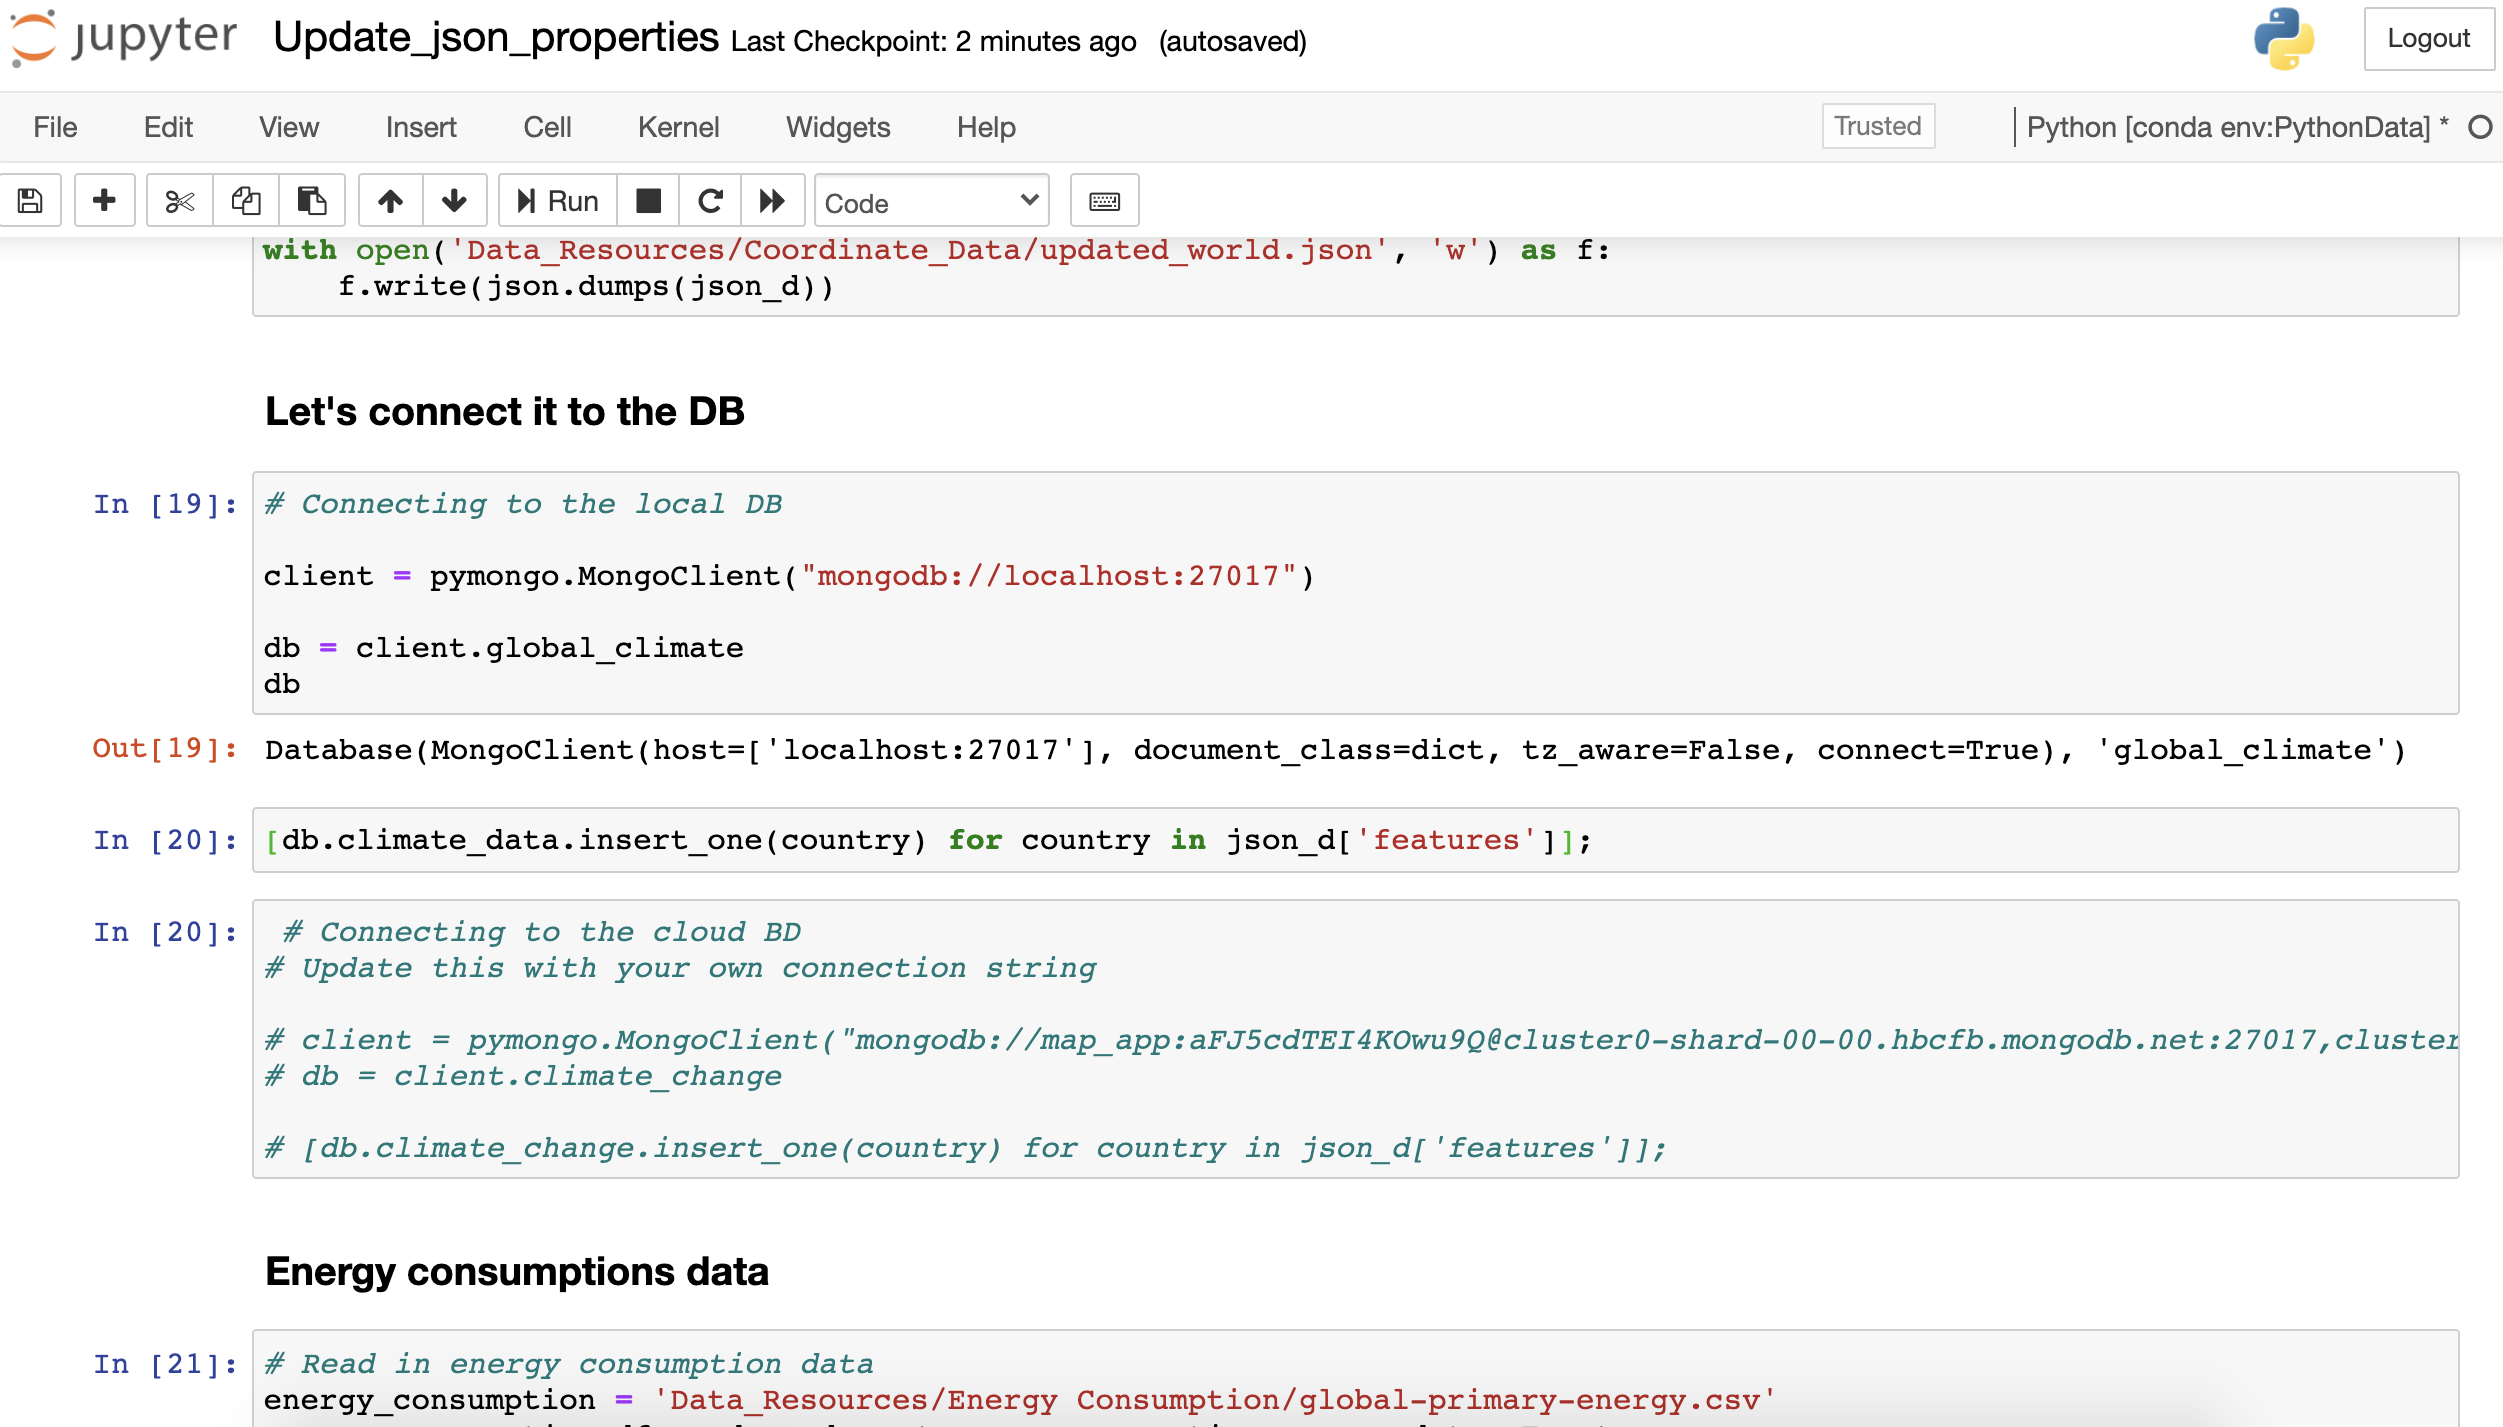 jupyter Update_json_properties Last Checkpoint: 2 minutes ago (autosaved) Logout
File Edit View Insert Cell Kernel Widgets Help Trusted Python [conda env:PythonData] *
Run Code
with open('Data_Resources/Coordinate_Data/updated_world.json', 'w') as f:
    f.write(json.dumps(json_d))
Let's connect it to the DB
In [19]: # Connecting to the local DB
client = pymongo.MongoClient("mongodb://localhost:27017")
db = client.global_climate
db
Out[19]: Database(MongoClient(host=['localhost:27017'], document_class=dict, tz_aware=False, connect=True), 'global_climate')
In [20]: [db.climate_data.insert_one(country) for country in json_d['features']];
In [20]: # Connecting to the cloud BD
# Update this with your own connection string
# client = pymongo.MongoClient("mongodb://map_app:aFJ5cdTEI4KOwu9Q@cluster0-shard-00-00.hbcfb.mongodb.net:27017,cluster
# db = client.climate_change
# [db.climate_change.insert_one(country) for country in json_d['features']];
Energy consumptions data
In [21]: # Read in energy consumption data
energy_consumption = 'Data_Resources/Energy Consumption/global-primary-energy.csv'